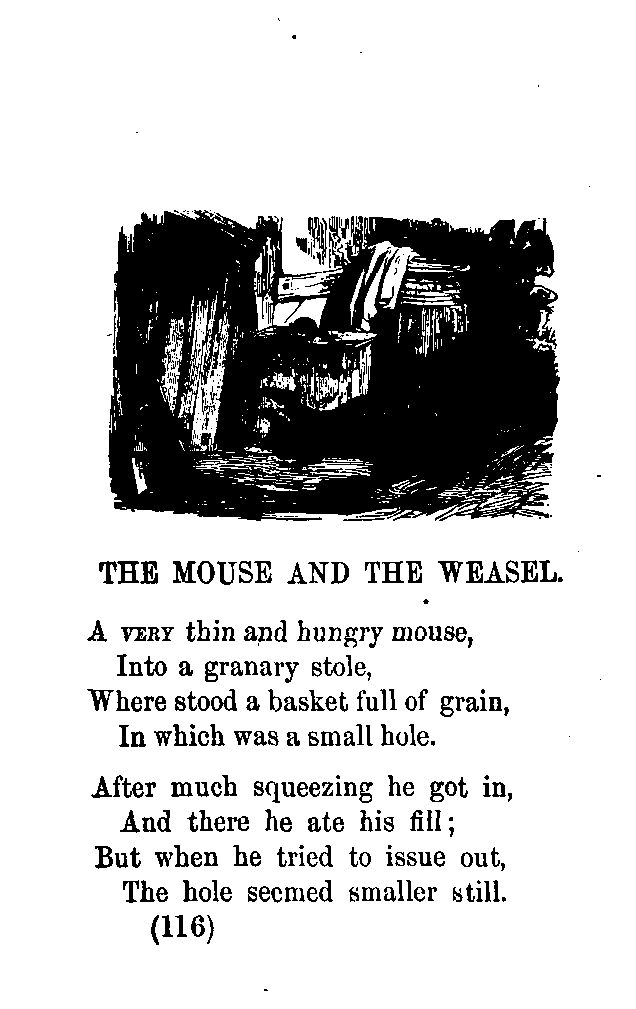 THE MOUSE AND THE WEASEL.
A VERY thin and hungry mouse,
Into a granary stole,
Where stood a basket full of grain,
In which was a small hole.
After much squeezing he got in,
And there he ate his fill;
But when he tried to issue out,
The hole seemed smaller still.
(116)